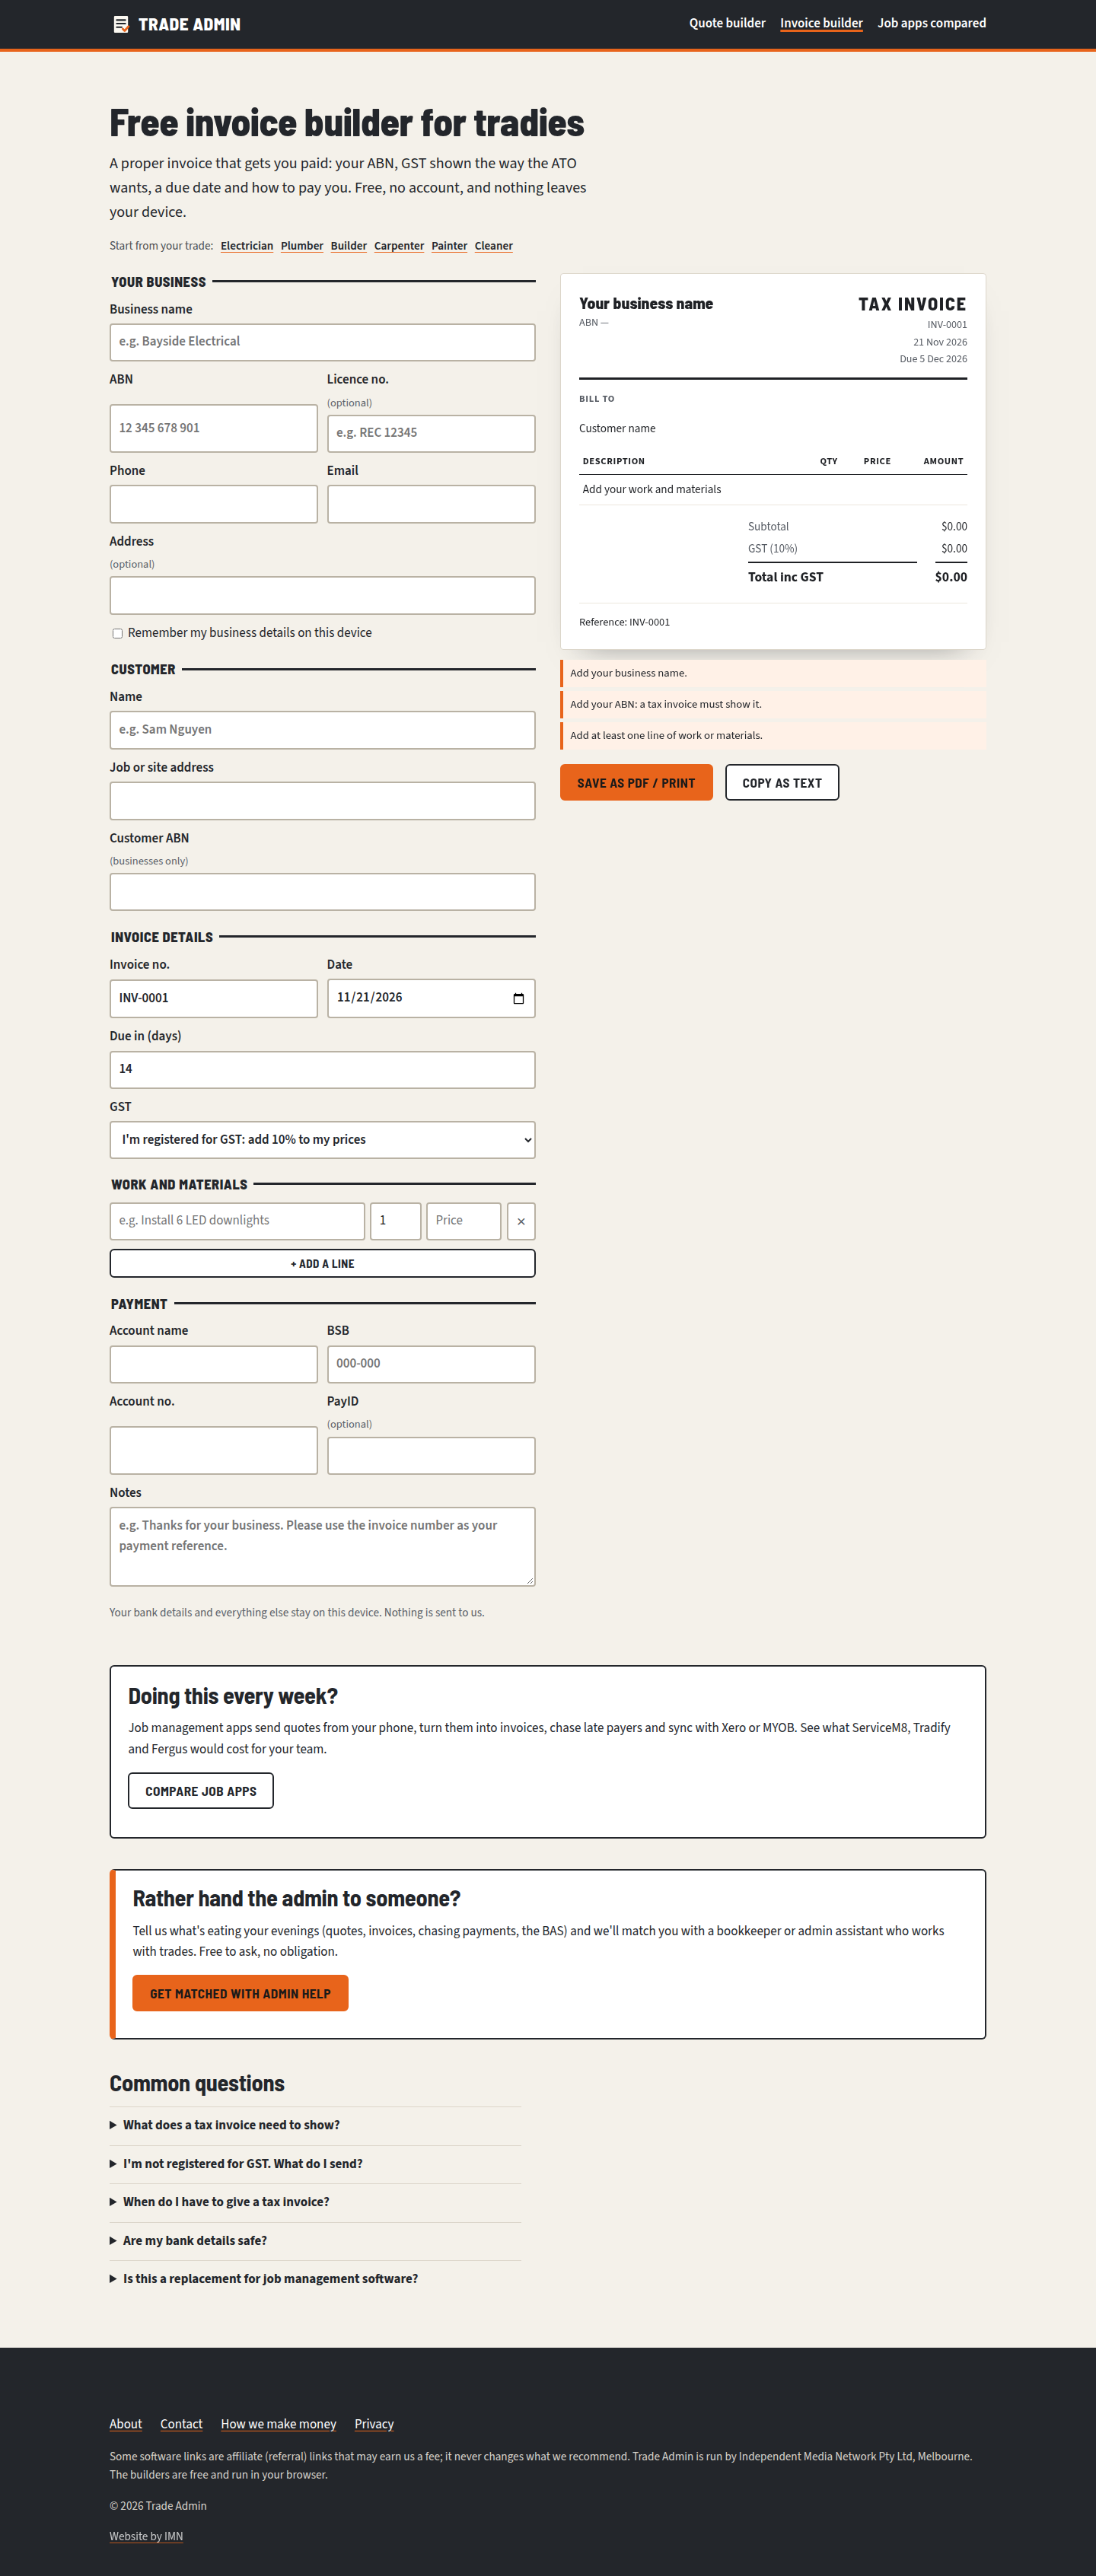 TRADE ADMIN
Quote builder Invoice builder Job apps compared
Free invoice builder for tradies
A proper invoice that gets you paid: your ABN, GST shown the way the ATO
wants, a due date and how to pay you. Free, no account, and nothing leaves
your device.
Start from your trade: Electrician Plumber Builder Carpenter Painter Cleaner
YOUR BUSINESS
Business name
e.g. Bayside Electrical
ABN
12 345 678 901
Licence no.
(optional)
e.g. REC 12345
Phone
Email
Address
(optional)
Remember my business details on this device
CUSTOMER
Name
e.g. Sam Nguyen
Job or site address
Customer ABN
(businesses only)
INVOICE DETAILS
Invoice no.
INV-0001
Date
11/21/2026
Due in (days)
14
GST
I'm registered for GST: add 10% to my prices
WORK AND MATERIALS
e.g. Install 6 LED downlights 1 Price ×
+ ADD A LINE
PAYMENT
Account name
BSB
000-000
Account no.
PayID
(optional)
Notes
e.g. Thanks for your business. Please use the invoice number as your
payment reference.
Your bank details and everything else stay on this device. Nothing is sent to us.
Your business name
ABN —
TAX INVOICE
INV-0001
21 Nov 2026
Due 5 Dec 2026
BILL TO
Customer name
DESCRIPTION QTY PRICE AMOUNT
Add your work and materials
Subtotal $0.00
GST (10%) $0.00
Total inc GST $0.00
Reference: INV-0001
Add your business name.
Add your ABN: a tax invoice must show it.
Add at least one line of work or materials.
SAVE AS PDF / PRINT COPY AS TEXT
Doing this every week?
Job management apps send quotes from your phone, turn them into invoices, chase late payers and sync with Xero or MYOB. See what ServiceM8, Tradify
and Fergus would cost for your team.
COMPARE JOB APPS
Rather hand the admin to someone?
Tell us what's eating your evenings (quotes, invoices, chasing payments, the BAS) and we'll match you with a bookkeeper or admin assistant who works
with trades. Free to ask, no obligation.
GET MATCHED WITH ADMIN HELP
Common questions
What does a tax invoice need to show?
I'm not registered for GST. What do I send?
When do I have to give a tax invoice?
Are my bank details safe?
Is this a replacement for job management software?
About Contact How we make money Privacy
Some software links are affiliate (referral) links that may earn us a fee; it never changes what we recommend. Trade Admin is run by Independent Media Network Pty Ltd, Melbourne.
The builders are free and run in your browser.
© 2026 Trade Admin
Website by IMN